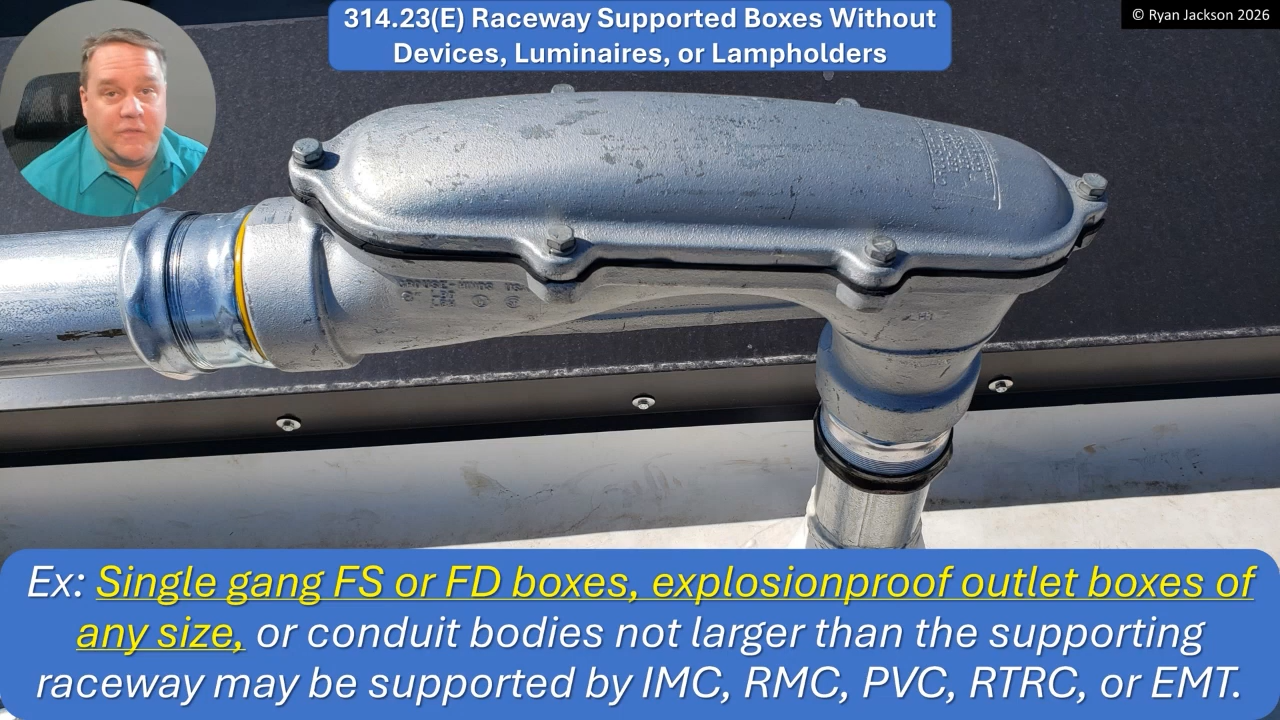 314.23(E) Raceway Supported Boxes Without
Devices, Luminaires, or Lampholders
© Ryan Jackson 2026
Ex: Single gang FS or FD boxes, explosionproof outlet boxes of
any size, or conduit bodies not larger than the supporting
raceway may be supported by IMC, RMC, PVC, RTRC, or EMT.